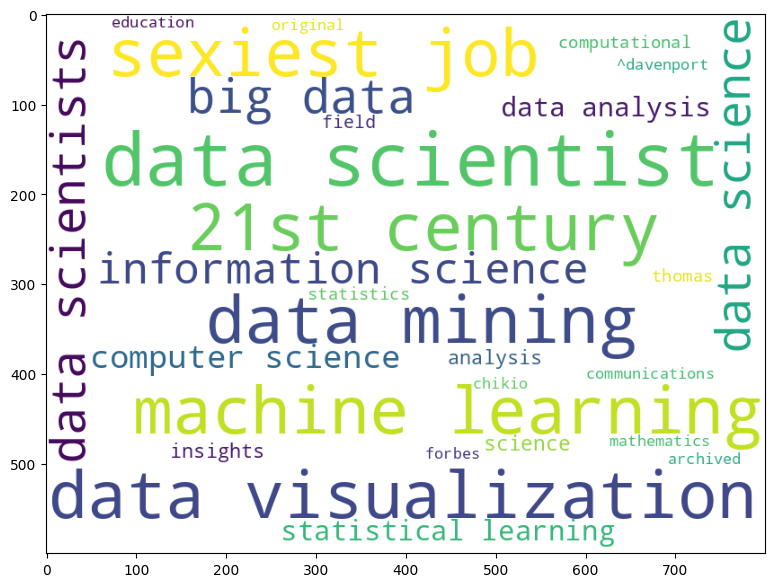 0
education
original
sexiest job
computational
^davenport
big data
data analysis
100
field
data scientists
data science
data scientist
200
21st century
information science
thomas
300
statistics
data mining
computer science
analysis
400
communications
chikio
machine learning
mathematics
science
insights
forbes
archived
500
data visualization
statistical learning
0 100 200 300 400 500 600 700